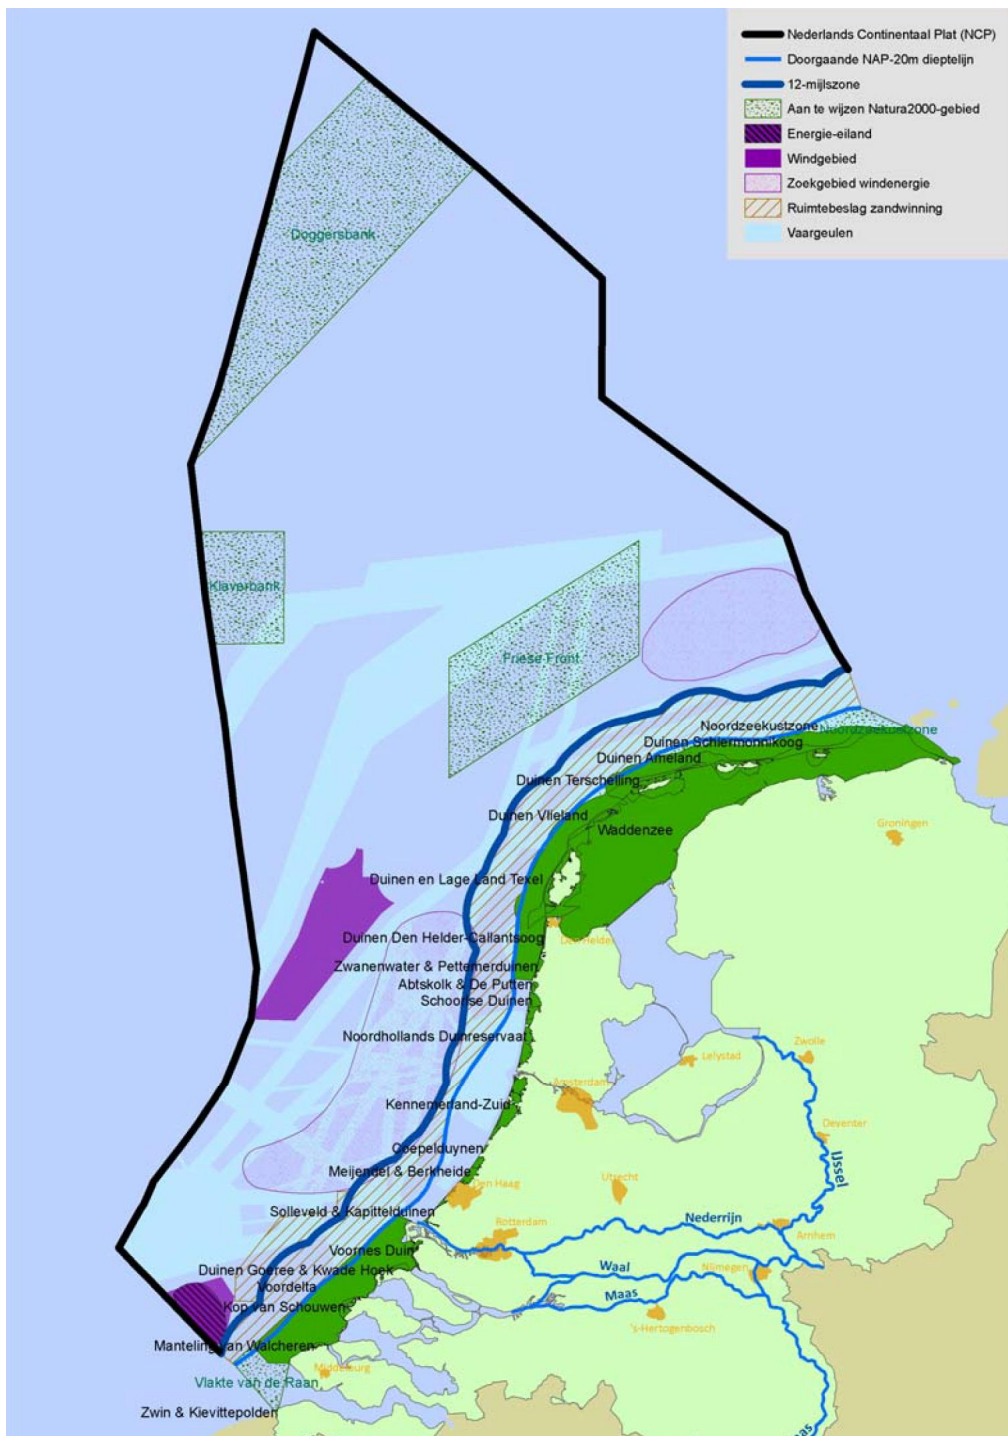 Nederlands Continentaal Plat (NCP)
Doorgaande NAP-20m dieptelijn
12-mijlszone
Aan te wijzen Natura2000-gebied
Energie-eiland
Windgebied
Zoekgebied windenergie
Ruimtebeslag zandwinning
Vaargeulen
Doggersbank
Klaverbank
Friese Front
Noordzeekustzone
Noordzeekustzone
Duinen Schiermonnikoog
Duinen Ameland
Duinen Terschelling
Duinen Vlieland
Waddenzee
Groningen
Duinen en Lage Land Texel
Duinen Den Helder-Callantsoog
Den Helder
Zwanenwater & Pettemerduinen
Abtskolk & De Putten
Schoorlse Duinen
Noordhollands Duinreservaat
Zwolle
Lelystad
Amsterdam
Kennemerland-Zuid
Deventer
Coepelduynen
IJssel
Meijendel & Berkheide
Utrecht
Den Haag
Solleveld & Kapittelduinen
Nederrijn
Rotterdam
Arnhem
Voornes Duin
Waal
Nijmegen
Duinen Goeree & Kwade Hoek
Voordelta
Maas
Kop van Schouwen
's-Hertogenbosch
Manteling van Walcheren
Middelburg
Vlakte van de Raan
Zwin & Kievittepolden